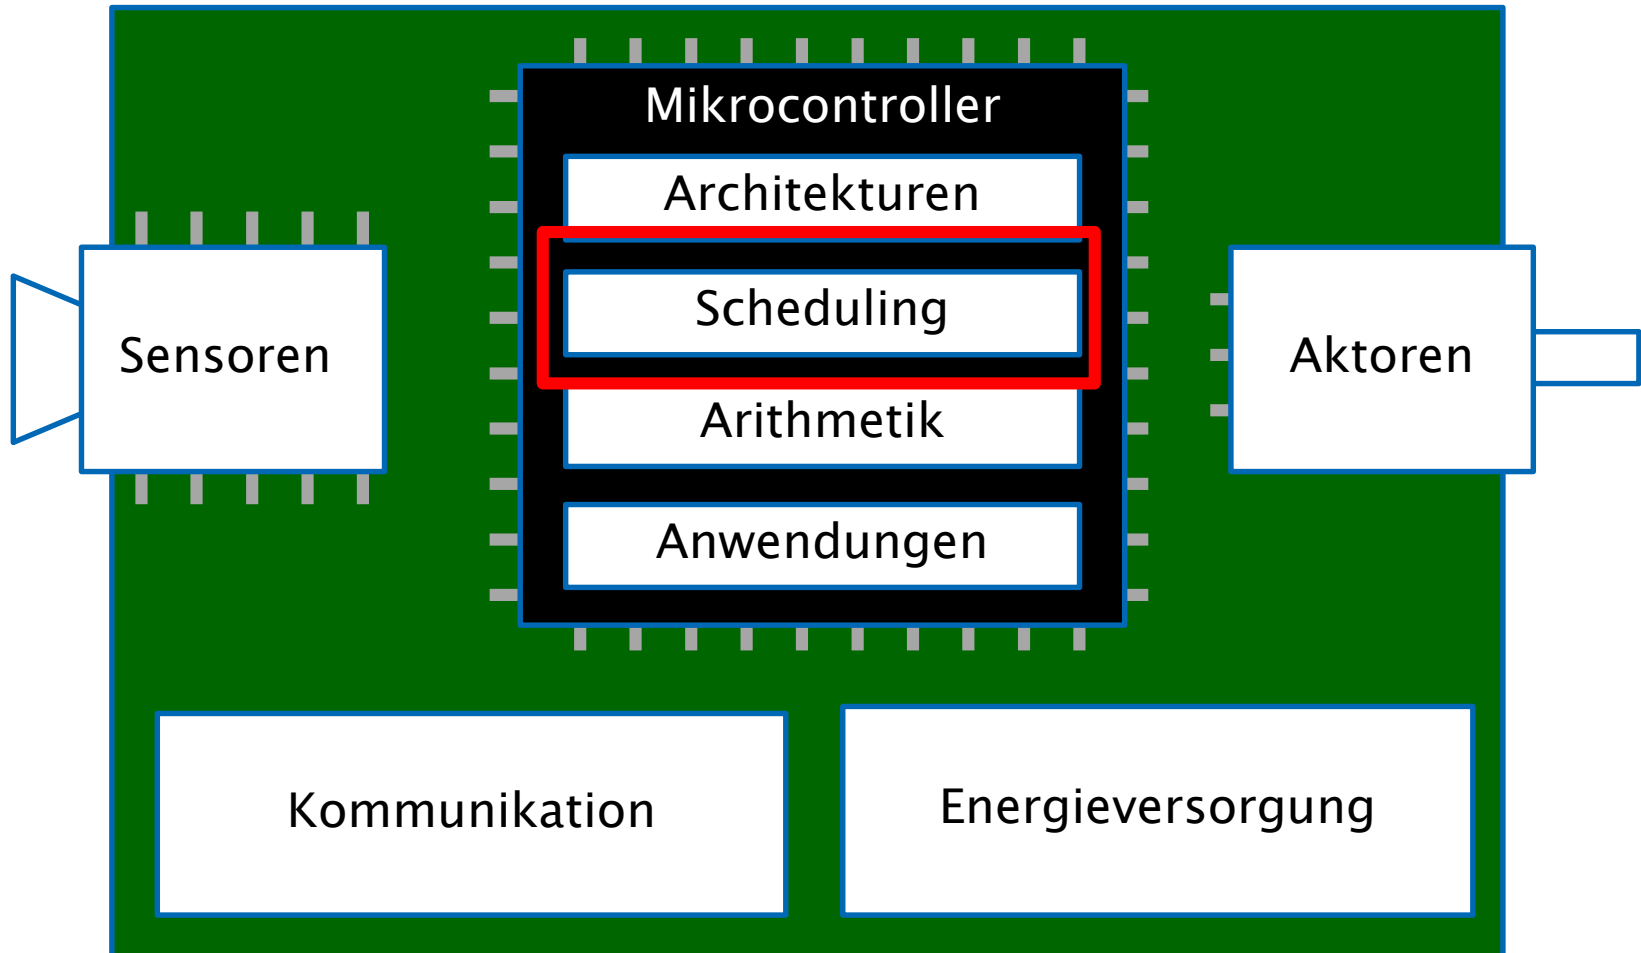 Mikrocontroller
Architekturen
Scheduling
Sensoren
Aktoren
Arithmetik
Anwendungen
Kommunikation
Energieversorgung